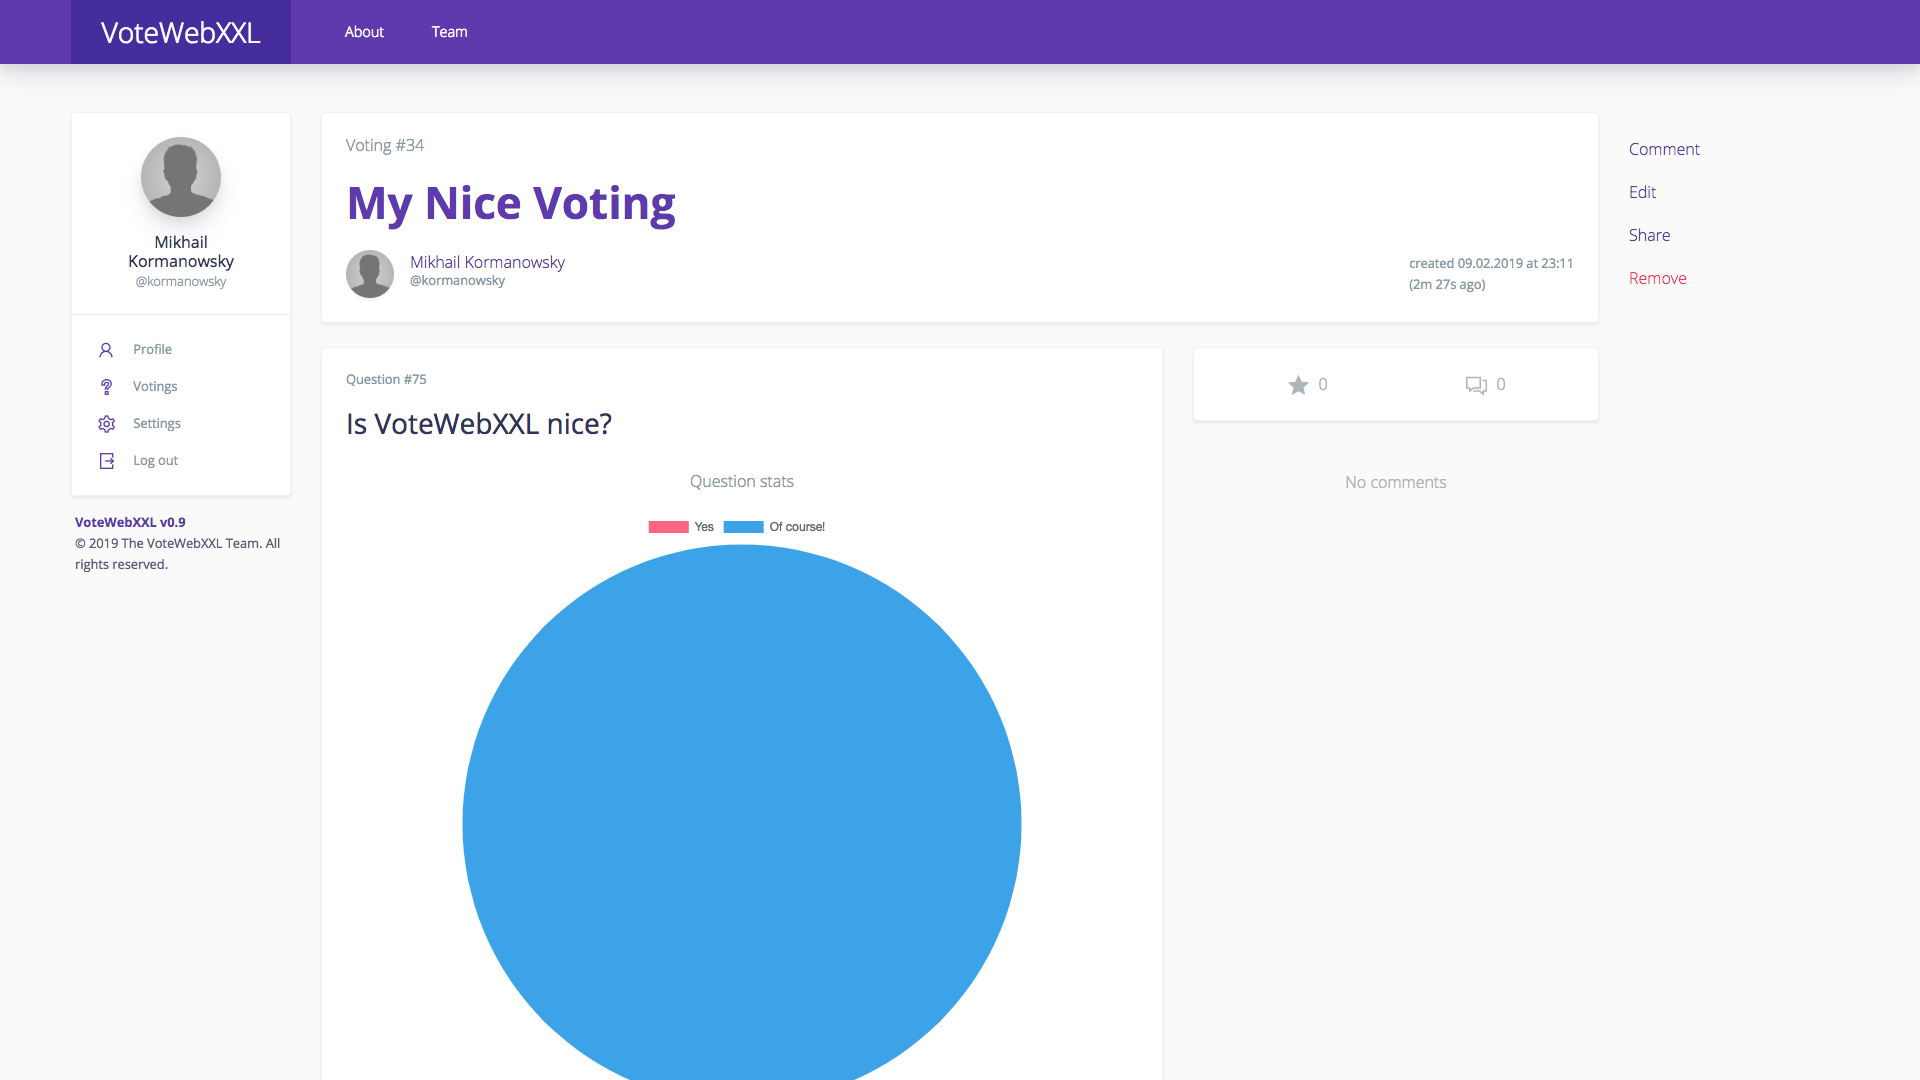 VoteWebXXL
About
Team
Mikhail
Kormanowsky
@kormanowsky
Profile
Votings
Settings
Log out
VoteWebXXL v0.9
© 2019 The VoteWebXXL Team. All
rights reserved.
Voting #34
My Nice Voting
Mikhail Kormanowsky
@kormanowsky
created 09.02.2019 at 23:11
(2m 27s ago)
Question #75
Is VoteWebXXL nice?
Question stats
Yes
Of course!
0
0
No comments
Comment
Edit
Share
Remove